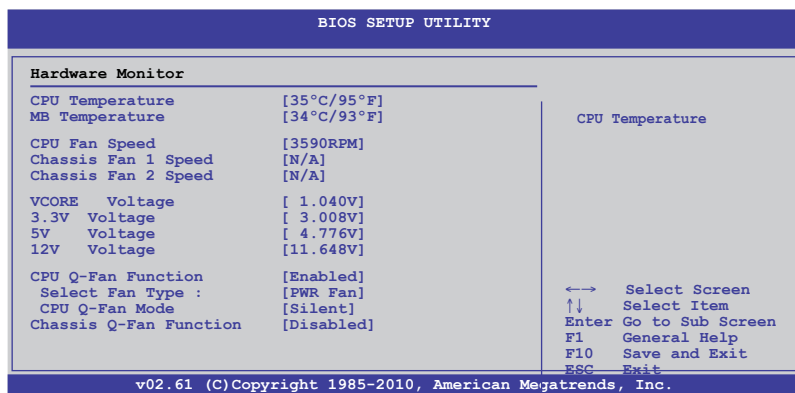 BIOS SETUP UTILITY
Hardware Monitor
CPU Temperature [35°C/95°F]
MB Temperature [34°C/93°F]
CPU Fan Speed [3590RPM]
Chassis Fan 1 Speed [N/A]
Chassis Fan 2 Speed [N/A]
VCORE Voltage [ 1.040V]
3.3V Voltage [ 3.008V]
5V Voltage [ 4.776V]
12V Voltage [11.648V]
CPU Q-Fan Function [Enabled]
Select Fan Type : [PWR Fan]
CPU Q-Fan Mode [Silent]
Chassis Q-Fan Function [Disabled]
CPU Temperature
←→ Select Screen
↑↓ Select Item
Enter Go to Sub Screen
F1 General Help
F10 Save and Exit
ESC Exit
v02.61 (C)Copyright 1985-2010, American Megatrends, Inc.